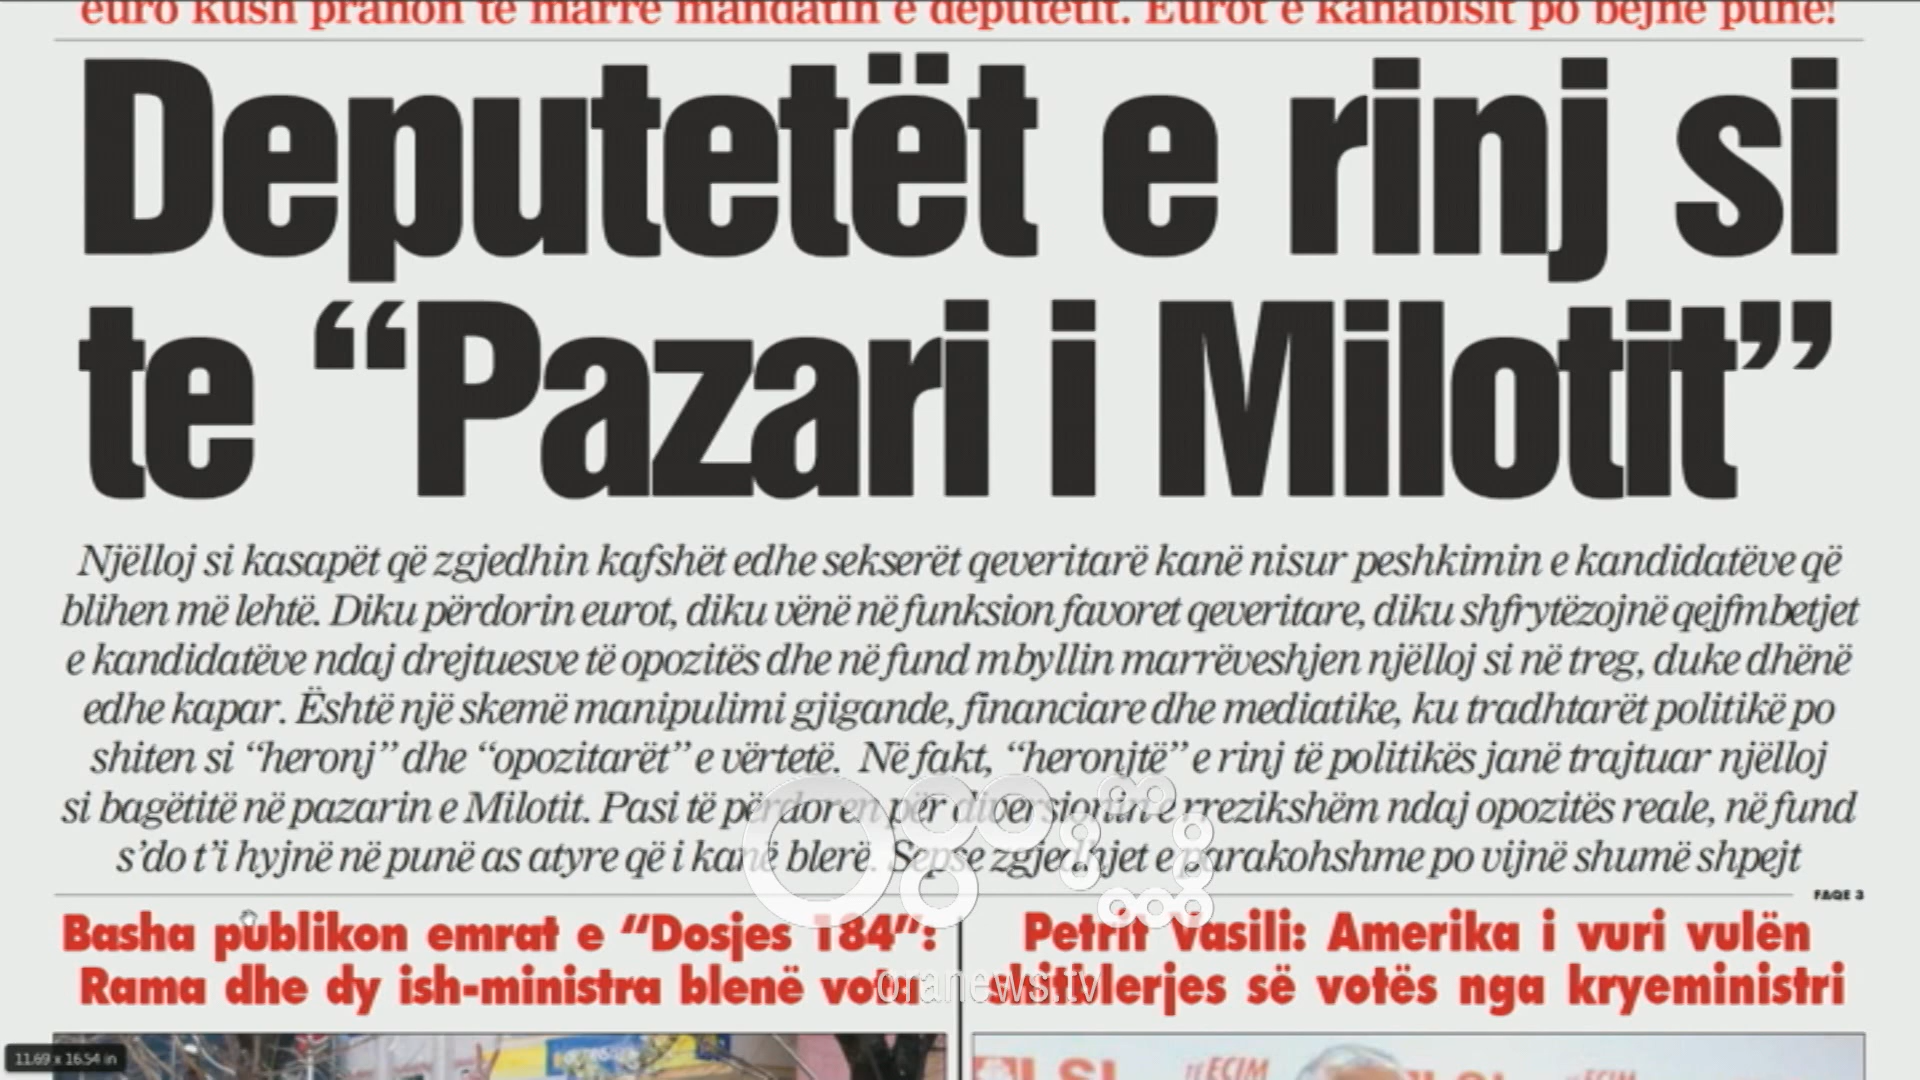 euro kush pranon të marrë mandatin e deputetit. Eurot e kanabisit po bëjnë punë!
Deputetët e rinj si
te “Pazari i Milotit”
Njëlloj si kasapët që zgjedhin kafshët edhe sekserët qeveritarë kanë nisur peshkimin e kandidatëve që
blihen më lehtë. Diku përdorin eurot, diku vënë në funksion favoret qeveritare, diku shfrytëzojnë qejfmbetjet
e kandidatëve ndaj drejtuesve të opozitës dhe në fund mbyllin marrëveshjen njëlloj si në treg, duke dhënë
edhe kapar. Është një skemë manipulimi gjigande, financiare dhe mediatike, ku tradhtarët politikë po
shiten si “heronj” dhe “opozitarët” e vërtetë. Në fakt, “heronjtë” e rinj të politikës janë trajtuar njëlloj
si bagëtitë në pazarin e Milotit. Pasi të përdoren për diversionin e rrezikshëm ndaj opozitës reale, në fund
s’do t’i hyjnë në punë as atyre që i kanë blerë. Sepse zgjedhjet e parakohshme po vijnë shumë shpejt
FAQE 3
Basha publikon emrat e “Dosjes 184”:
Rama dhe dy ish-ministra blenë
Petrit Vasili: Amerika i vuri vulën
së votës nga kryeministri
oranews.tv
11.69 x 16.54 in
LSI
TË ECIM